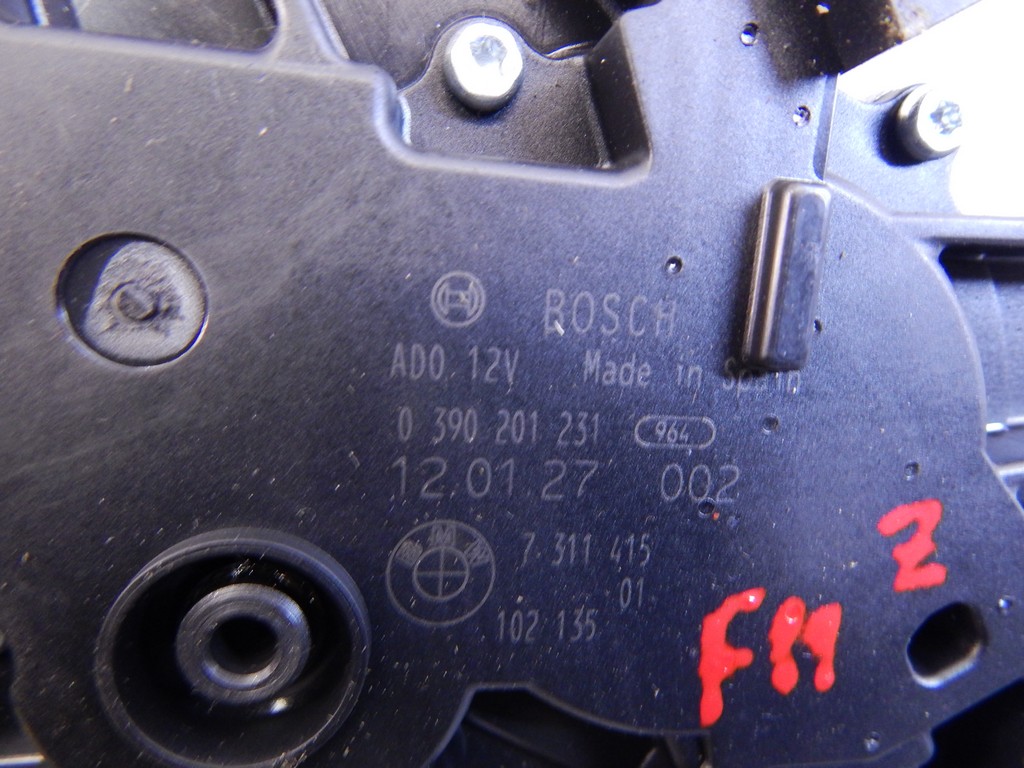 BOSCH
AD0 12V Made in Spain
0 390 201 231 964
12.01.27 002
7 311 415
01
102 135
FM
Z